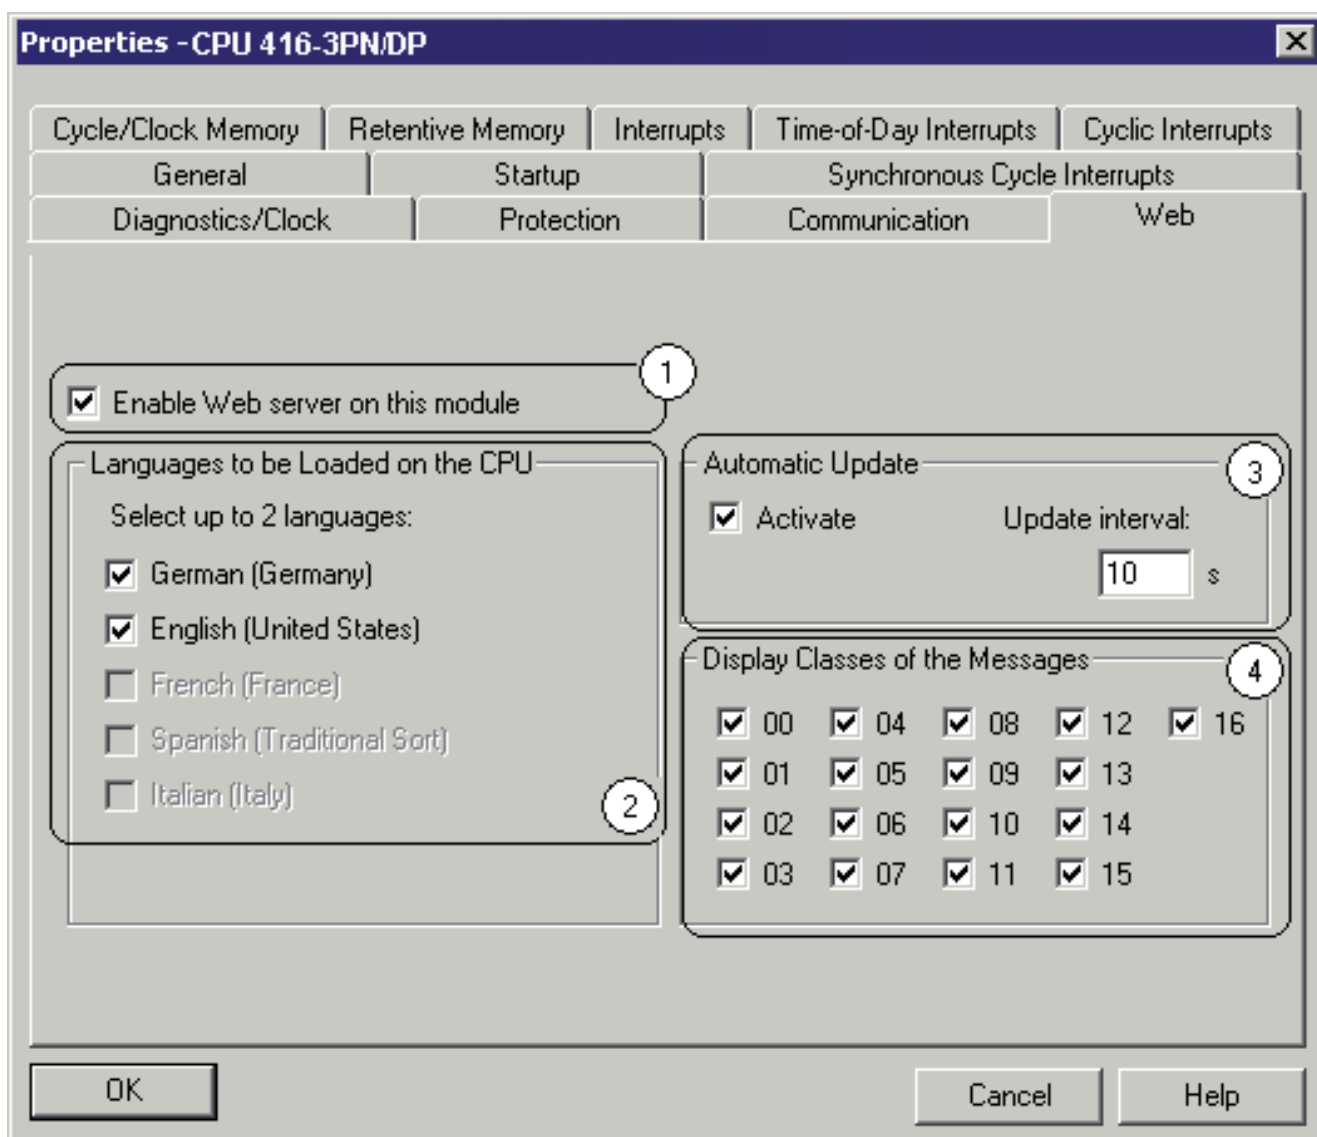 Properties - CPU 416-3PN/DP
Cycle/Clock Memory Retentive Memory Interrupts Time-of-Day Interrupts Cyclic Interrupts
General Startup Synchronous Cycle Interrupts
Diagnostics/Clock Protection Communication Web
1
Enable Web server on this module
Languages to be Loaded on the CPU
Select up to 2 languages:
German (Germany)
English (United States)
French (France)
Spanish (Traditional Sort)
Italian (Italy)
2
Automatic Update
3
Activate Update interval:
10 s
Display Classes of the Messages
4
00 04 08 12 16
01 05 09 13
02 06 10 14
03 07 11 15
OK Cancel Help